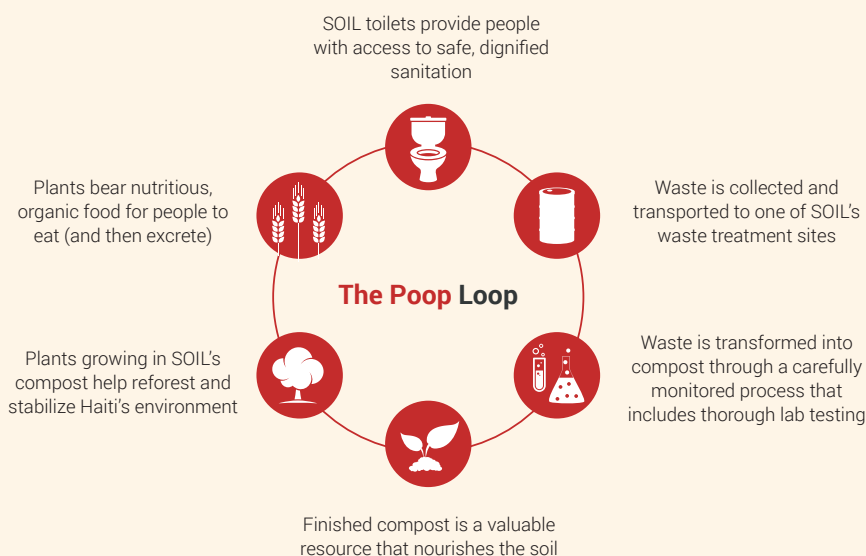 SOIL toilets provide people
with access to safe, dignified
sanitation
Waste is collected and
transported to one of SOIL's
waste treatment sites
Waste is transformed into
compost through a carefully
monitored process that
includes thorough lab testing
Finished compost is a valuable
resource that nourishes the soil
Plants growing in SOIL's
compost help reforest and
stabilize Haiti's environment
Plants bear nutritious,
organic food for people to
eat (and then excrete)
The Poop Loop